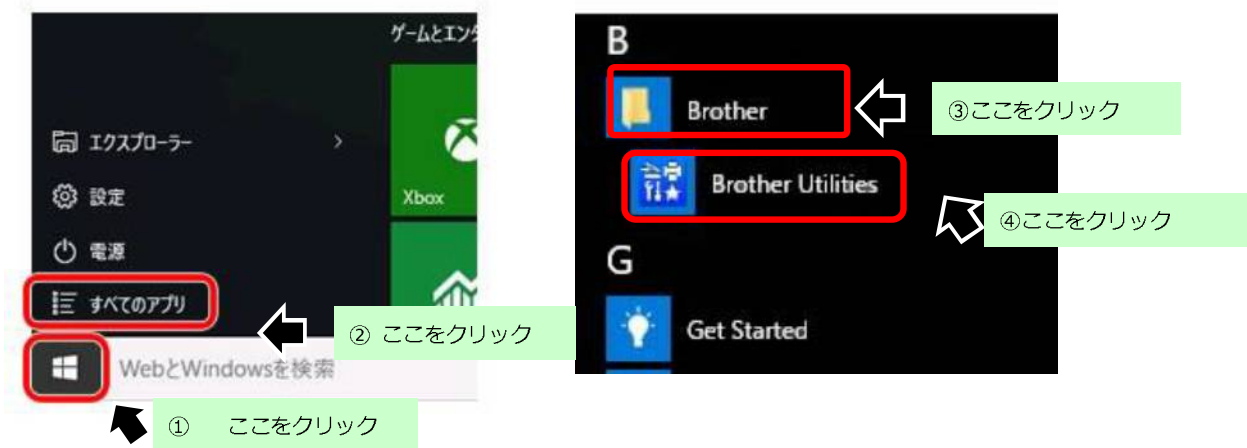 ゲームとエンタ
エクスプローラー >
設定
Xbox
電源
すべてのアプリ
② ここをクリック
WebとWindowsを検索
① ここをクリック
B
Brother
③ここをクリック
Brother Utilities
④ここをクリック
G
Get Started